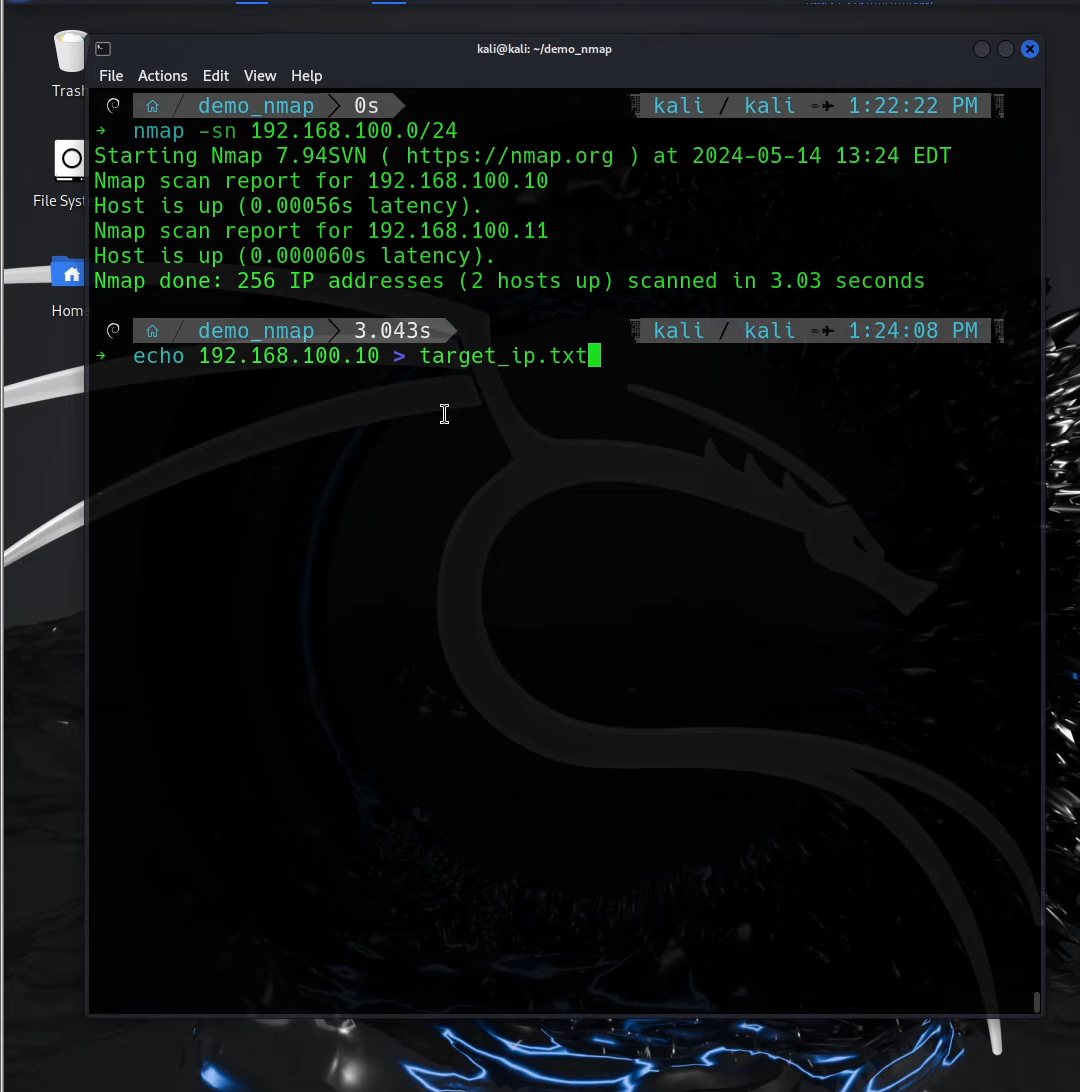 kali@kali: ~/demo_nmap
File Actions Edit View Help
Trash
File Syst
Home
demo_nmap 0s kali / kali 1:22:22 PM
nmap -sn 192.168.100.0/24
Starting Nmap 7.94SVN ( https://nmap.org ) at 2024-05-14 13:24 EDT
Nmap scan report for 192.168.100.10
Host is up (0.00056s latency).
Nmap scan report for 192.168.100.11
Host is up (0.000060s latency).
Nmap done: 256 IP addresses (2 hosts up) scanned in 3.03 seconds
demo_nmap 3.043s kali / kali 1:24:08 PM
echo 192.168.100.10 > target_ip.txt